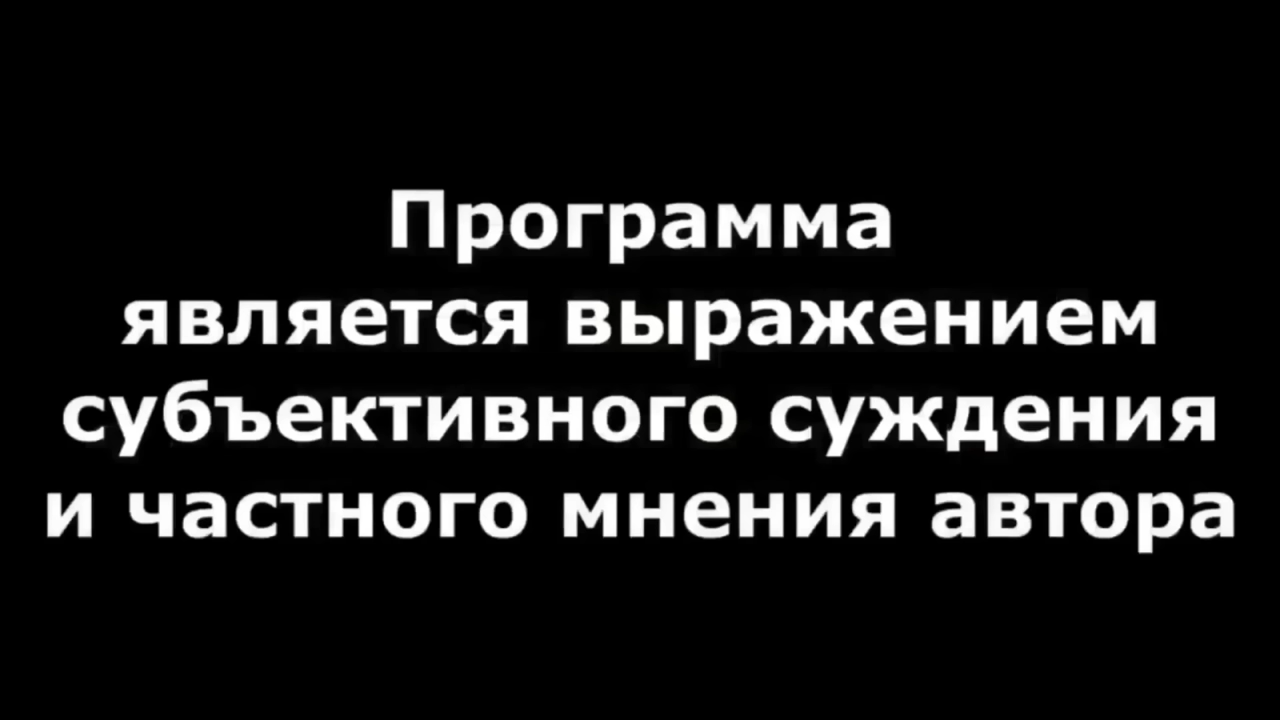 Программа
является выражением
субъективного суждения
и частного мнения автора